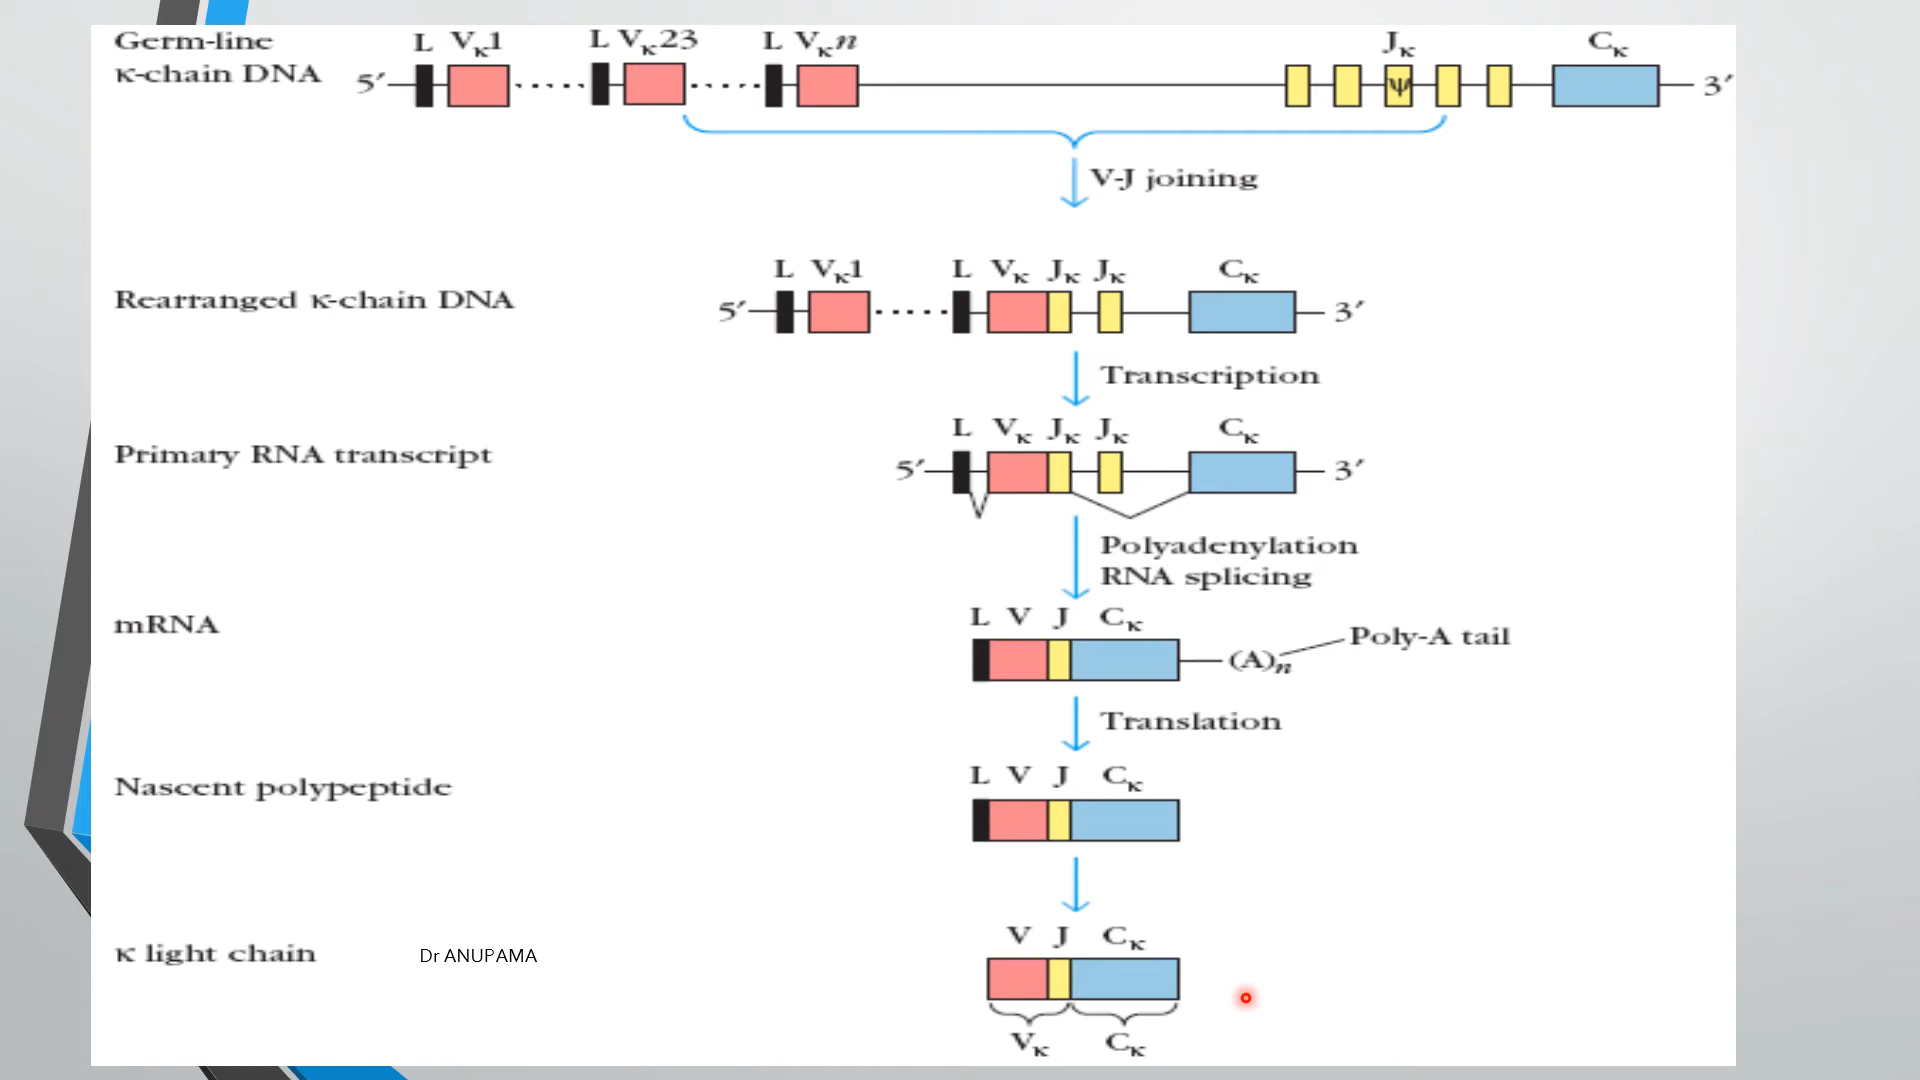 Germ-line
κ-chain DNA
L Vκ1 L Vκ23 L Vκn Jκ Cκ
5′ ψ 3′
V-J joining
L Vκ1 L Vκ Jκ Jκ Cκ
Rearranged κ-chain DNA
5′ 3′
Transcription
L Vκ Jκ Jκ Cκ
Primary RNA transcript
5′ 3′
Polyadenylation
RNA splicing
mRNA
L V J Cκ
(A)n
Poly-A tail
Translation
Nascent polypeptide
L V J Cκ
κ light chain
Dr ANUPAMA
V J Cκ
Vκ Cκ